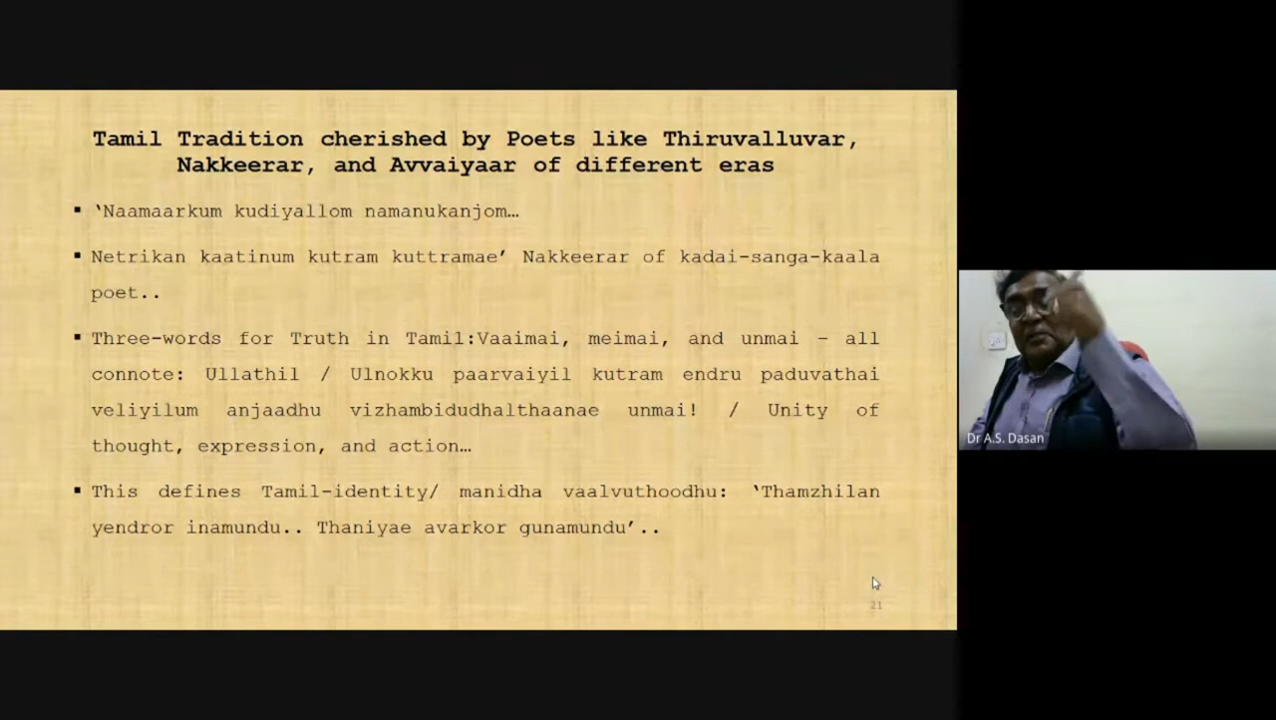 Tamil Tradition cherished by Poets like Thiruvalluvar,
Nakkeerar, and Avvaiyaar of different eras
▪ ‘Naamaarkum kudiyallom namanukanjom…
▪ Netrikan kaatinum kutram kuttramae’ Nakkeerar of kadai-sanga-kaala
poet..
▪ Three-words for Truth in Tamil:Vaaimai, meimai, and unmai – all
connote: Ullathil / Ulnokku paarvaiyil kutram endru paduvathai
veliyilum anjaadhu vizhambidudhalthaanae unmai! / Unity of
thought, expression, and action…
▪ This defines Tamil-identity/ manidha vaalvuthoodhu: ‘Thamzhilan
yendror inamundu.. Thaniyae avarkor gunamundu’..
21
Dr A.S. Dasan